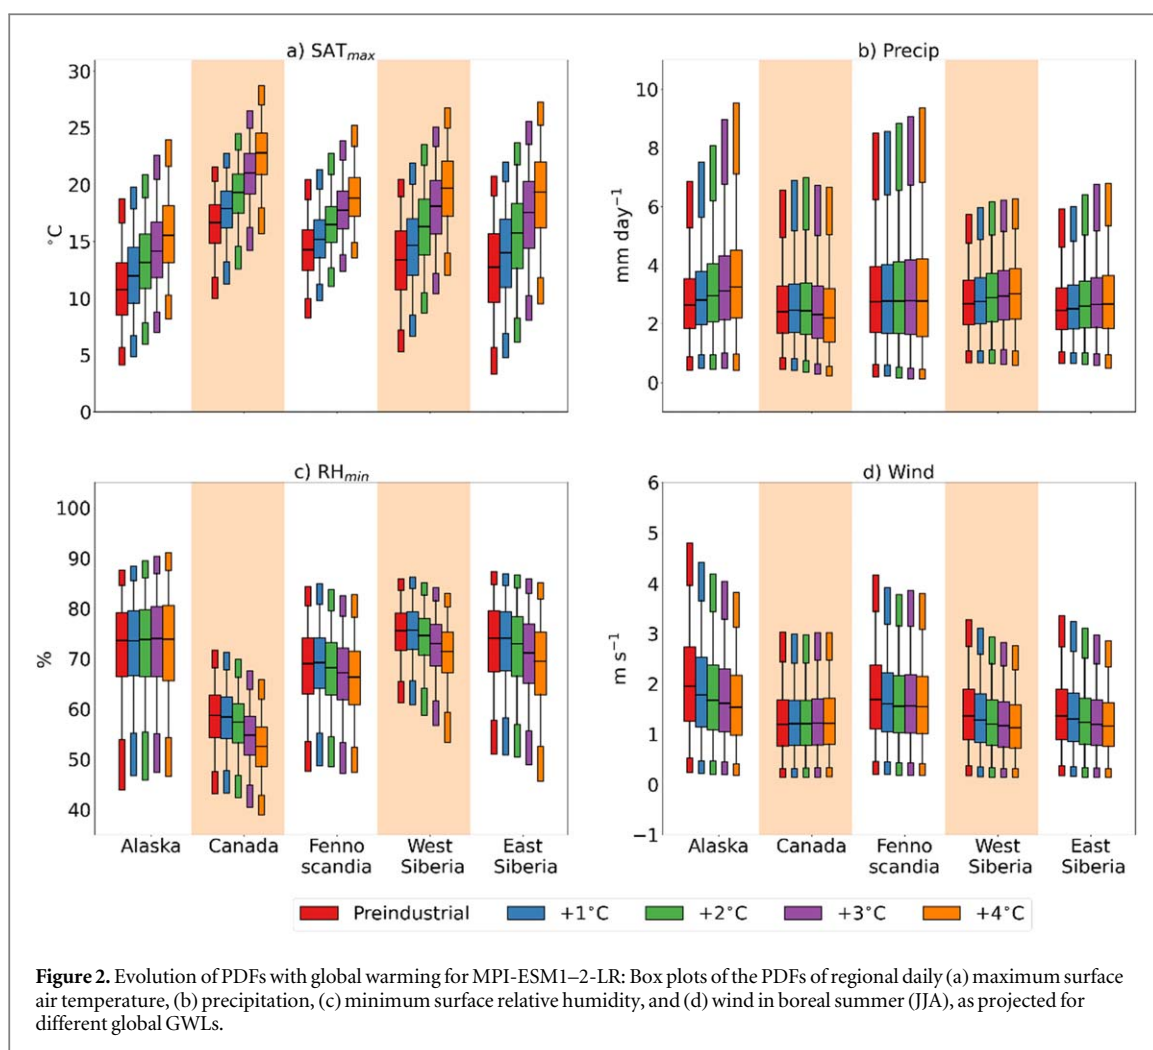 a) SAT_max
30
25
20
15
10
5
0
°C
b) Precip
10
8
6
4
2
0
mm day⁻¹
c) RH_min
100
90
80
70
60
50
40
%
Alaska Canada Fenno scandia West Siberia East Siberia
d) Wind
6
5
4
3
2
1
0
−1
m s⁻¹
Alaska Canada Fenno scandia West Siberia East Siberia
Preindustrial +1°C +2°C +3°C +4°C
Figure 2. Evolution of PDFs with global warming for MPI-ESM1–2-LR: Box plots of the PDFs of regional daily (a) maximum surface
air temperature, (b) precipitation, (c) minimum surface relative humidity, and (d) wind in boreal summer (JJA), as projected for
different global GWLs.